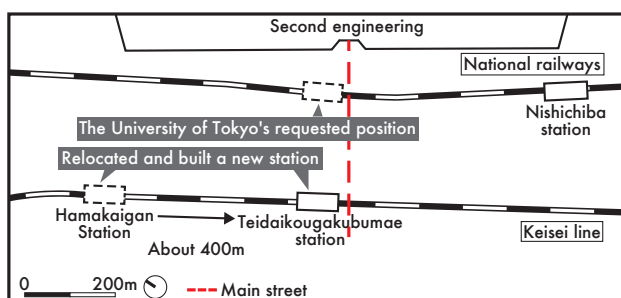 Second engineering
National railways
Nishichiba
station
The University of Tokyo's requested position
Relocated and built a new station
Hamakaigan
Station
Teidaikougakubumae
station
About 400m
Keisei line
0 200m
Main street